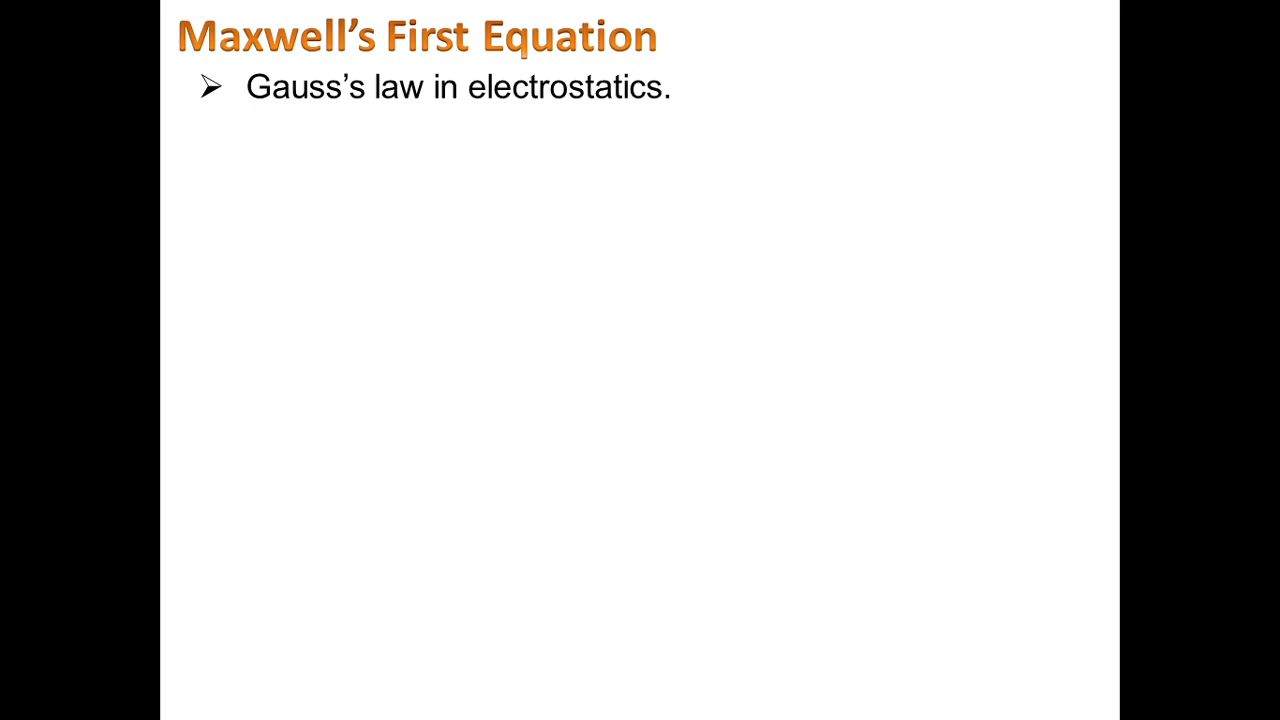 Maxwell’s First Equation
➢ Gauss’s law in electrostatics.